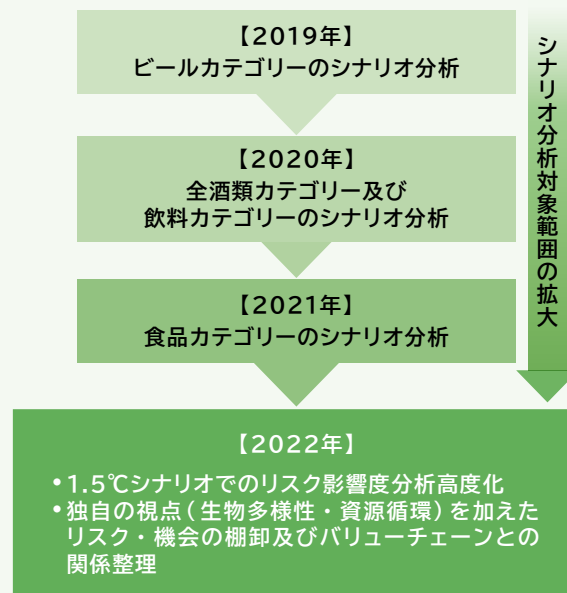 【2019年】
ビールカテゴリーのシナリオ分析
【2020年】
全酒類カテゴリー及び
飲料カテゴリーのシナリオ分析
【2021年】
食品カテゴリーのシナリオ分析
【2022年】
•1.5℃シナリオでのリスク影響度分析高度化
•独自の視点(生物多様性・資源循環)を加えた
リスク・機会の棚卸及びバリューチェーンとの
関係整理
シナリオ分析対象範囲の拡大